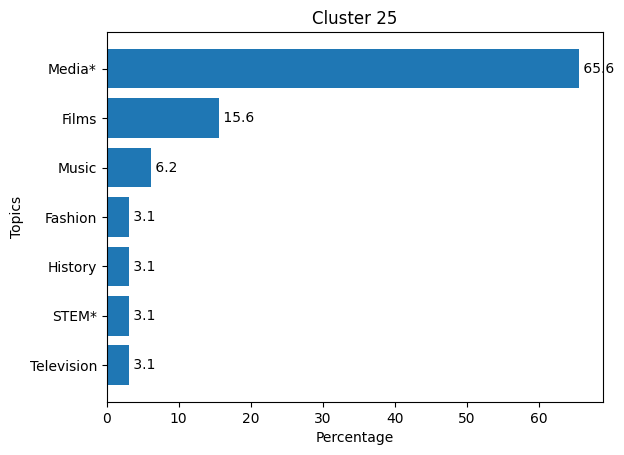 Cluster 25
Topics
Media* 65.6
Films 15.6
Music 6.2
Fashion 3.1
History 3.1
STEM* 3.1
Television 3.1
0 10 20 30 40 50 60
Percentage